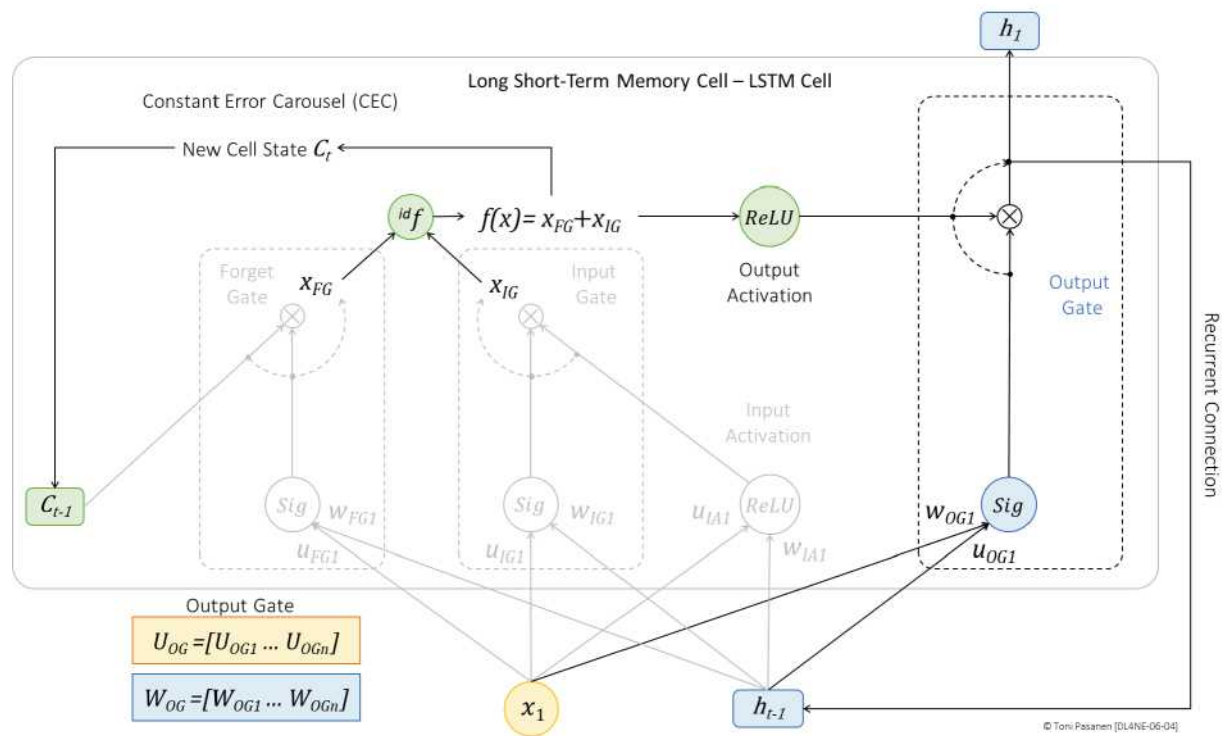 h1
Long Short-Term Memory Cell – LSTM Cell
Constant Error Carousel (CEC)
New Cell State Ct
id f
f(x)= xFG+xIG
ReLU
Forget
Gate
xFG
xIG
Input
Gate
Output
Activation
Output
Gate
Recurrent Connection
Input
Activation
Ct-1
Sig
wFG1
uFG1
Sig
wIG1
uIG1
uIA1
ReLU
wIA1
wOG1
Sig
uOG1
Output Gate
UOG =[UOG1 ... UOGn]
WOG =[WOG1 ... WOGn]
x1
ht-1
© Toni Pasanen [DL4NE-06-04]